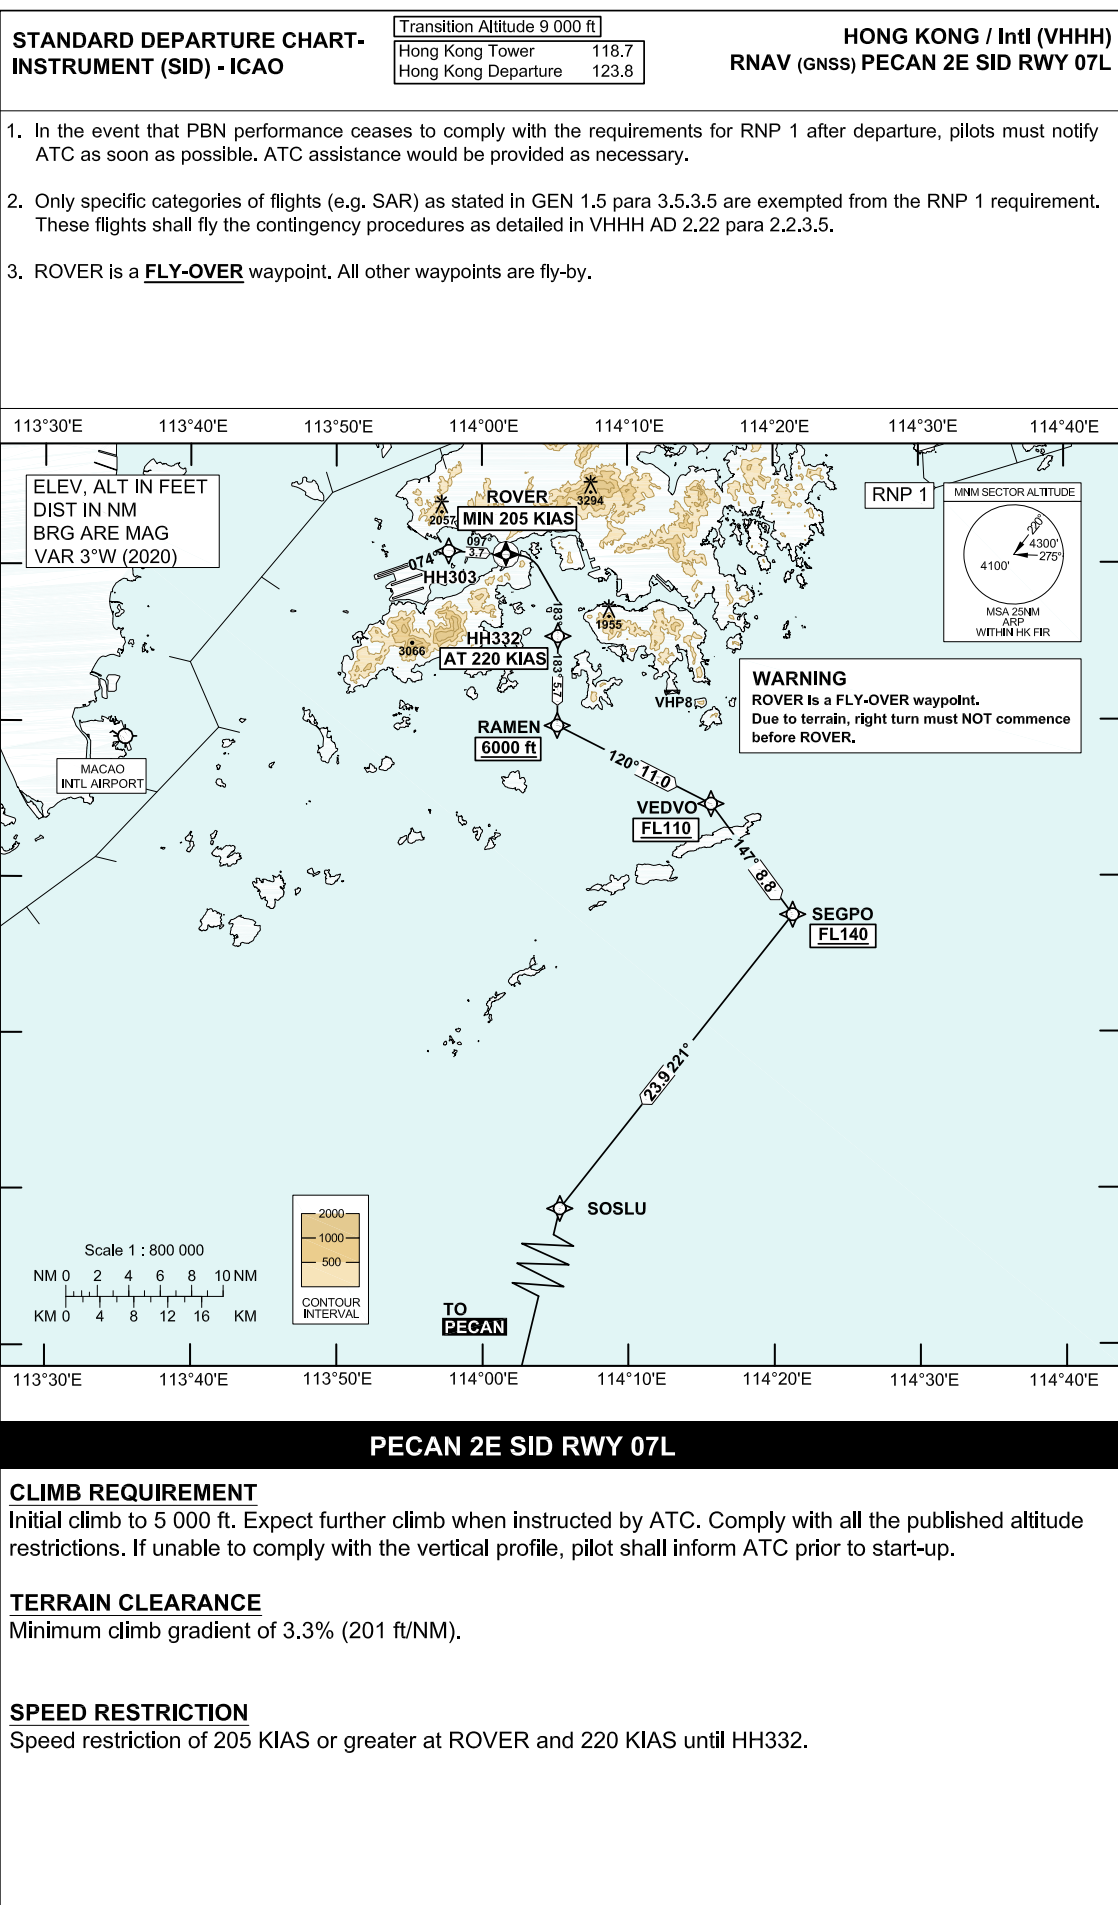 STANDARD DEPARTURE CHART-
INSTRUMENT (SID) - ICAO
Transition Altitude 9 000 ft
Hong Kong Tower 118.7
Hong Kong Departure 123.8
HONG KONG / Intl (VHHH)
RNAV (GNSS) PECAN 2E SID RWY 07L
1. In the event that PBN performance ceases to comply with the requirements for RNP 1 after departure, pilots must notify
ATC as soon as possible. ATC assistance would be provided as necessary.
2. Only specific categories of flights (e.g. SAR) as stated in GEN 1.5 para 3.5.3.5 are exempted from the RNP 1 requirement.
These flights shall fly the contingency procedures as detailed in VHHH AD 2.22 para 2.2.3.5.
3. ROVER is a FLY-OVER waypoint. All other waypoints are fly-by.
113°30'E 113°40'E 113°50'E 114°00'E 114°10'E 114°20'E 114°30'E 114°40'E
ELEV, ALT IN FEET
DIST IN NM
BRG ARE MAG
VAR 3°W (2020)
RNP 1
MNM SECTOR ALTITUDE
220°
4300'
275°
4100'
MSA 25NM
ARP
WITHIN HK FIR
ROVER
MIN 205 KIAS
2057
3294
074°
097°
3.7
HH303
183°
1955
3066
HH332
AT 220 KIAS
183° 5.7
VHP8
WARNING
ROVER is a FLY-OVER waypoint.
Due to terrain, right turn must NOT commence
before ROVER.
RAMEN
6000 ft
MACAO
INTL AIRPORT
120° 11.0
VEDVO
FL110
147° 8.8
SEGPO
FL140
23.9 221°
SOSLU
2000
1000
500
CONTOUR
INTERVAL
Scale 1 : 800 000
NM 0 2 4 6 8 10 NM
KM 0 4 8 12 16 KM
TO
PECAN
113°30'E 113°40'E 113°50'E 114°00'E 114°10'E 114°20'E 114°30'E 114°40'E
PECAN 2E SID RWY 07L
CLIMB REQUIREMENT
Initial climb to 5 000 ft. Expect further climb when instructed by ATC. Comply with all the published altitude
restrictions. If unable to comply with the vertical profile, pilot shall inform ATC prior to start-up.
TERRAIN CLEARANCE
Minimum climb gradient of 3.3% (201 ft/NM).
SPEED RESTRICTION
Speed restriction of 205 KIAS or greater at ROVER and 220 KIAS until HH332.